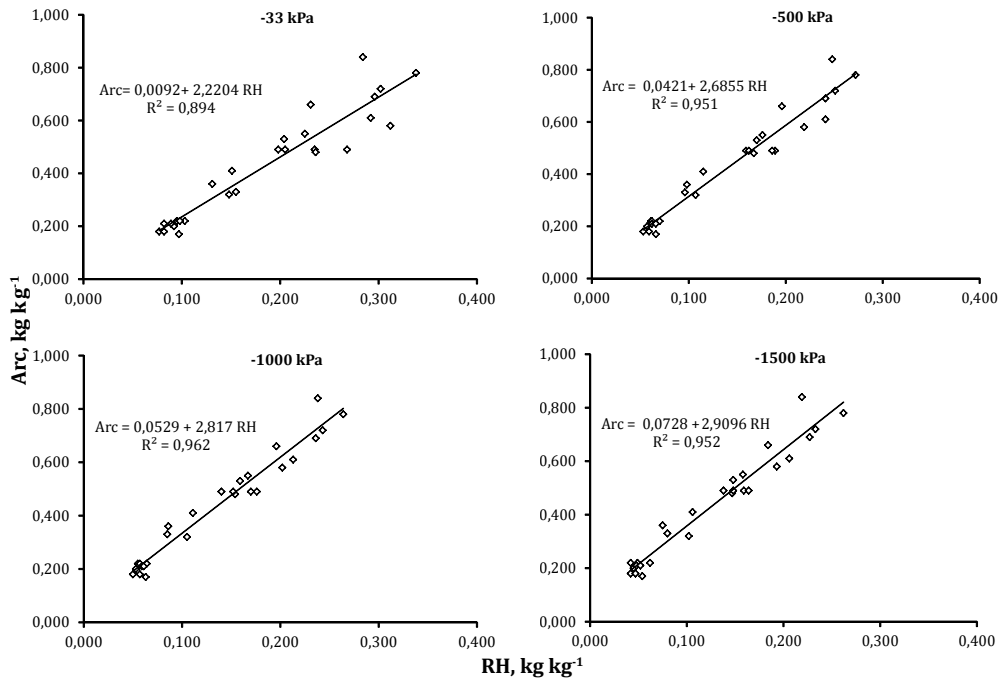 -33 kPa
1,000
0,800
0,600
0,400
0,200
0,000
Arc= 0,0092+ 2,2204 RH
R² = 0,894
0,000 0,100 0,200 0,300 0,400
-500 kPa
1,000
0,800
0,600
0,400
0,200
0,000
Arc = 0,0421+ 2,6855 RH
R² = 0,951
0,000 0,100 0,200 0,300 0,400
Arc, kg kg⁻¹
-1000 kPa
1,000
0,800
0,600
0,400
0,200
0,000
Arc = 0,0529 + 2,817 RH
R² = 0,962
0,000 0,100 0,200 0,300 0,400
-1500 kPa
1,000
0,800
0,600
0,400
0,200
0,000
Arc = 0,0728 + 2,9096 RH
R² = 0,952
0,000 0,100 0,200 0,300 0,400
RH, kg kg⁻¹